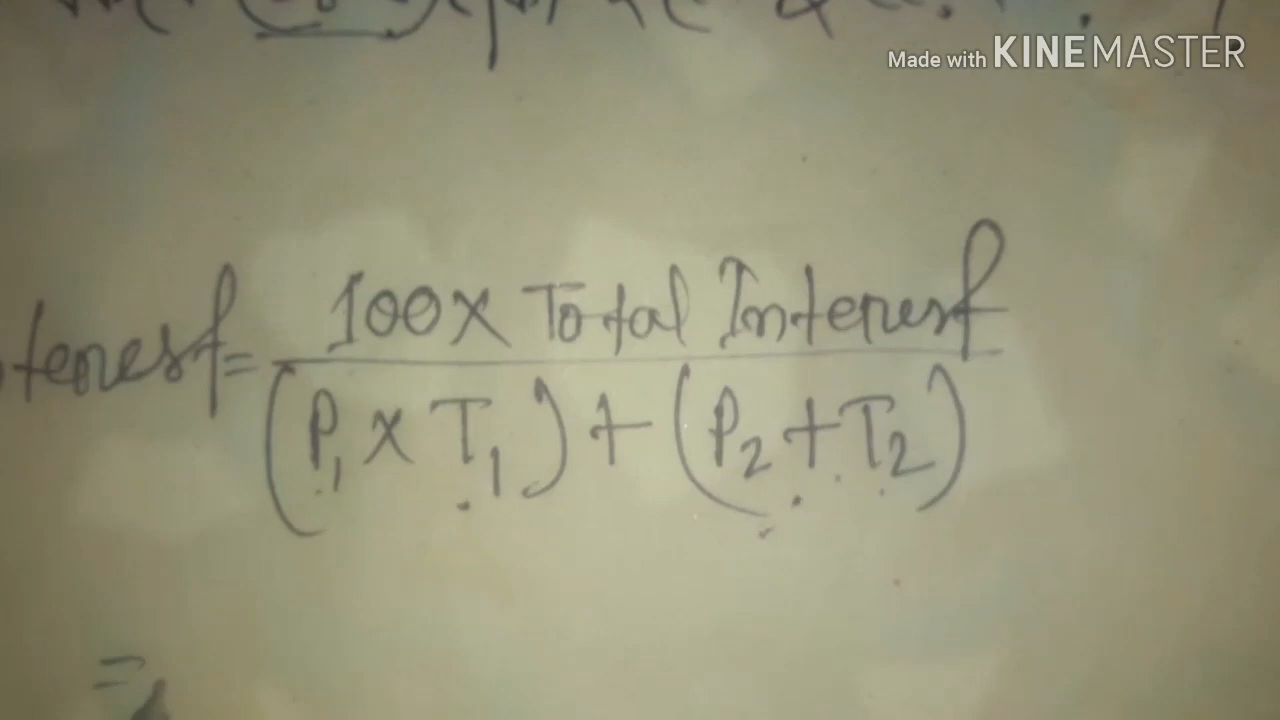 Made with KINEMASTER
100 X Total Interest
terest = 
(P₁ X T₁) + (P₂ + T₂)
=